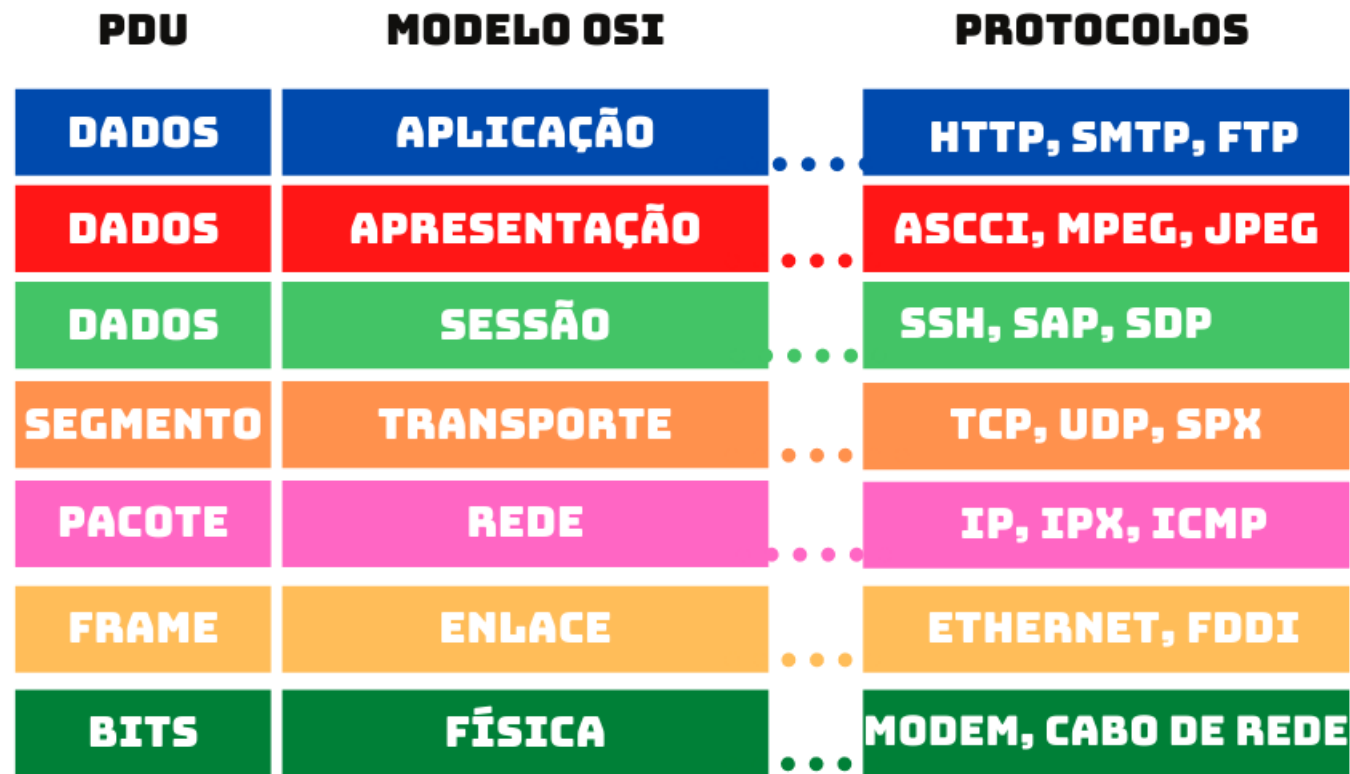 PDU MODELO OSI PROTOCOLOS
DADOS APLICAÇÃO HTTP, SMTP, FTP
DADOS APRESENTAÇÃO ASCCI, MPEG, JPEG
DADOS SESSÃO SSH, SAP, SDP
SEGMENTO TRANSPORTE TCP, UDP, SPX
PACOTE REDE IP, IPX, ICMP
FRAME ENLACE ETHERNET, FDDI
BITS FÍSICA MODEM, CABO DE REDE